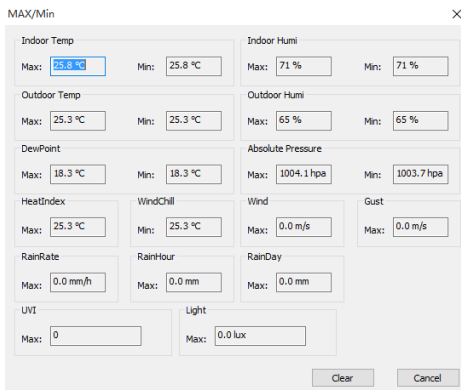 MAX/Min
Indoor Temp
Max: 25.8 °C Min: 25.8 °C
Indoor Humi
Max: 71 % Min: 71 %
Outdoor Temp
Max: 25.3 °C Min: 25.3 °C
Outdoor Humi
Max: 65 % Min: 65 %
DewPoint
Max: 18.3 °C Min: 18.3 °C
Absolute Pressure
Max: 1004.1 hpa Min: 1003.7 hpa
HeatIndex
Max: 25.3 °C
WindChill
Min: 25.3 °C
Wind
Max: 0.0 m/s
Gust
Max: 0.0 m/s
RainRate
Max: 0.0 mm/h
RainHour
Max: 0.0 mm
RainDay
Max: 0.0 mm
UVI
Max: 0
Light
Max: 0.0 lux
Clear Cancel